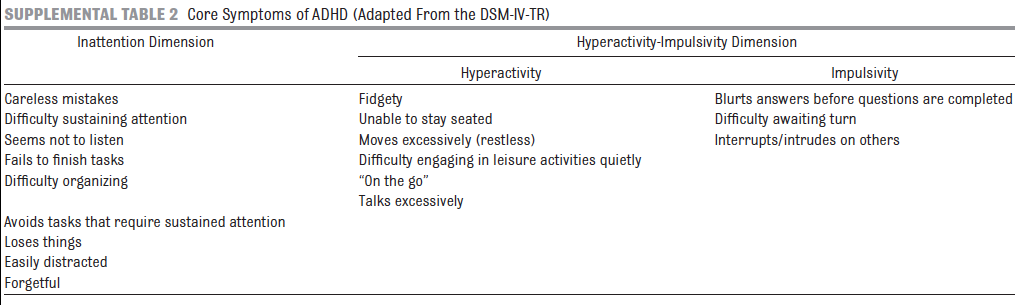 SUPPLEMENTAL TABLE 2 Core Symptoms of ADHD (Adapted From the DSM-IV-TR)
Inattention Dimension Hyperactivity-Impulsivity Dimension
Hyperactivity Impulsivity
Careless mistakes Fidgety Blurts answers before questions are completed
Difficulty sustaining attention Unable to stay seated Difficulty awaiting turn
Seems not to listen Moves excessively (restless) Interrupts/intrudes on others
Fails to finish tasks Difficulty engaging in leisure activities quietly
Difficulty organizing “On the go”
Talks excessively
Avoids tasks that require sustained attention
Loses things
Easily distracted
Forgetful